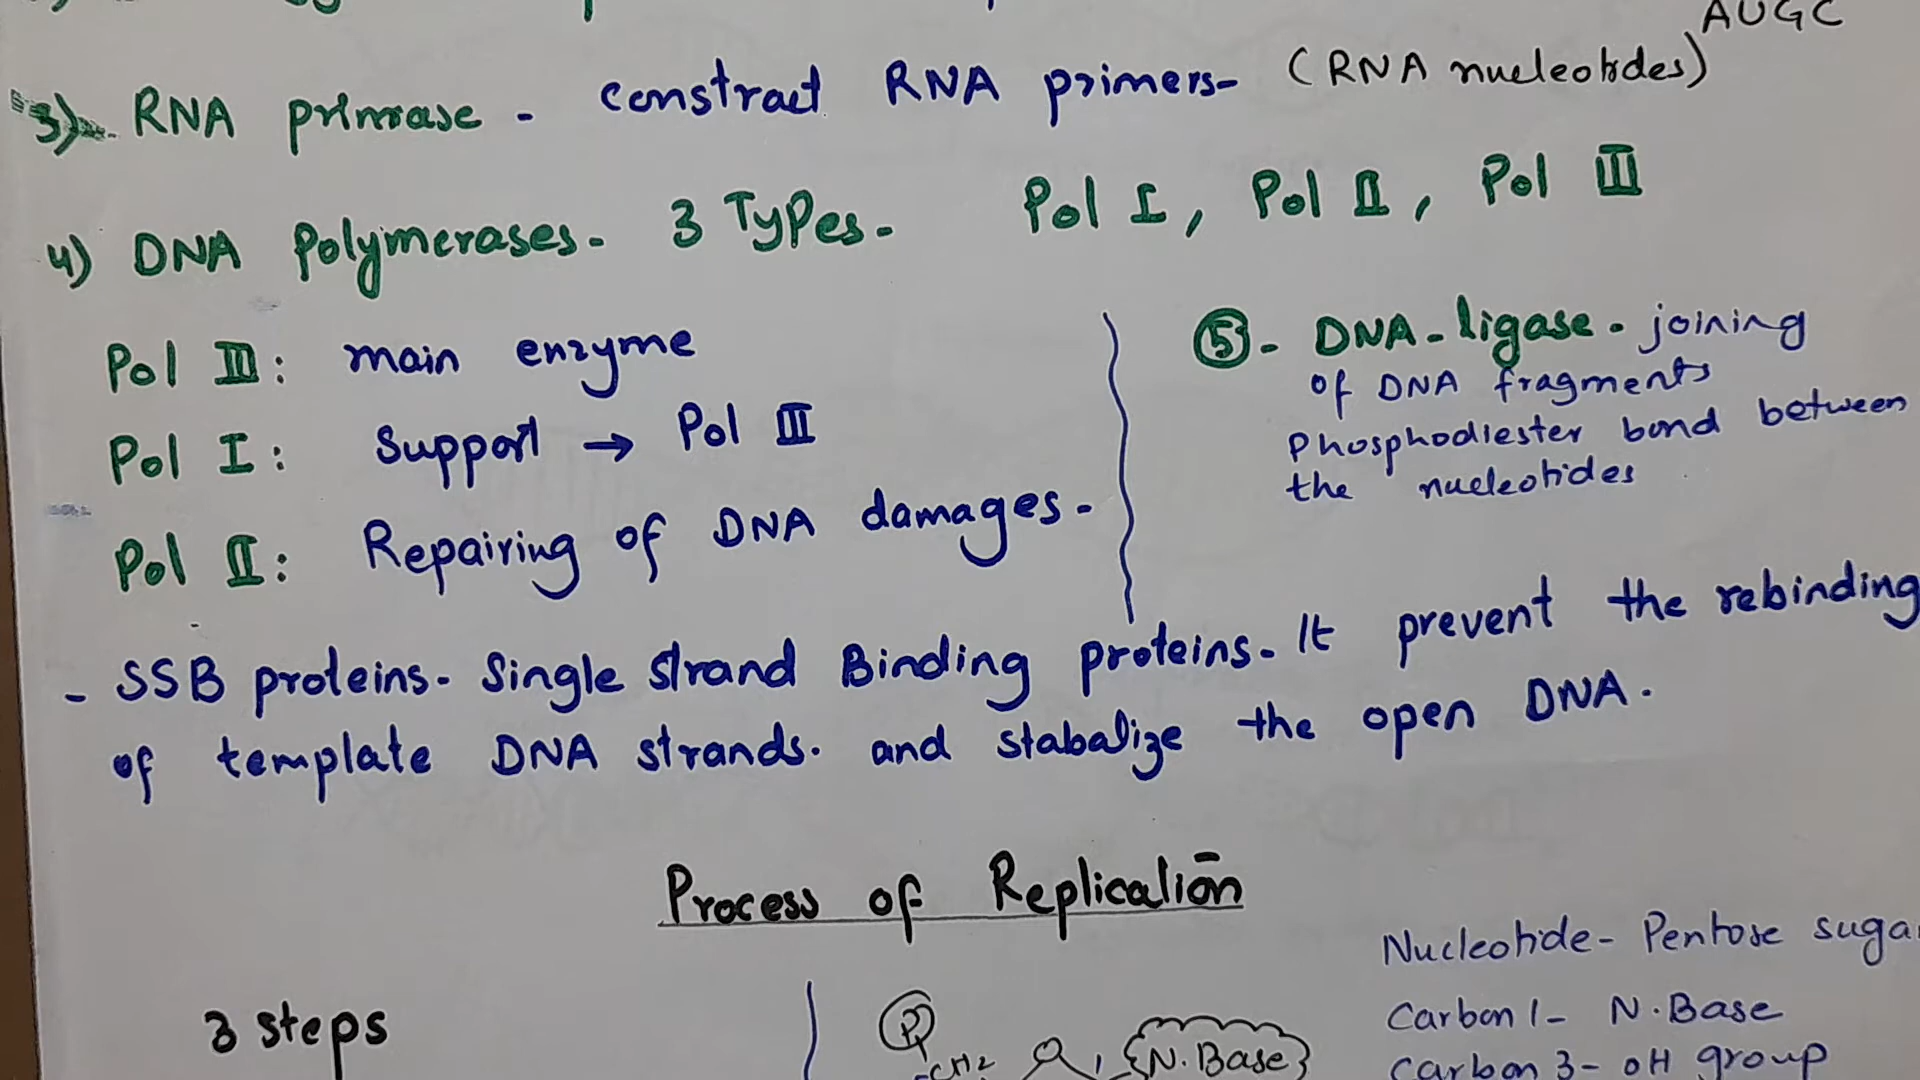 AUGC
3) RNA primase - constract RNA primers- (RNA nucleotides)
4) DNA Polymerases- 3 Types- Pol I, Pol II, Pol III
Pol III: main enzyme
Pol I: Support → Pol III
Pol II: Repairing of DNA damages-
⑤- DNA-ligase- joining
of DNA fragments
Phosphodiester bond between
the nucleotides
- SSB proteins- Single Strand Binding proteins- It prevent the rebinding
of template DNA strands. and stabalize the open DNA.
Process of Replication
3 steps
P
-CH2
N.Base
Nucleotide- Pentose suga
Carbon 1- N.Base
Carbon 3- OH group